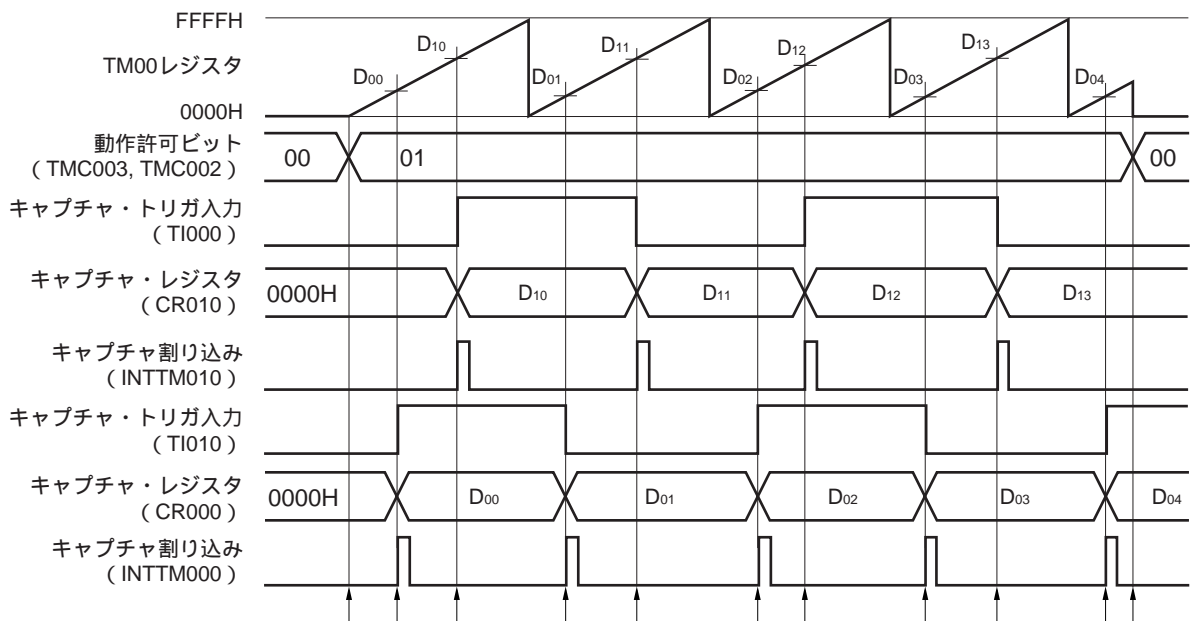 FFFFH
TM00レジスタ
0000H
D10
D11
D12
D13
D00
D01
D02
D03
D04
動作許可ビット
( TMC003, TMC002 )
00
01
00
キャプチャ・トリガ入力
( TI000 )
キャプチャ・レジスタ
( CR010 )
0000H
D10
D11
D12
D13
キャプチャ割り込み
( INTTM010 )
キャプチャ・トリガ入力
( TI010 )
キャプチャ・レジスタ
( CR000 )
0000H
D00
D01
D02
D03
D04
キャプチャ割り込み
( INTTM000 )